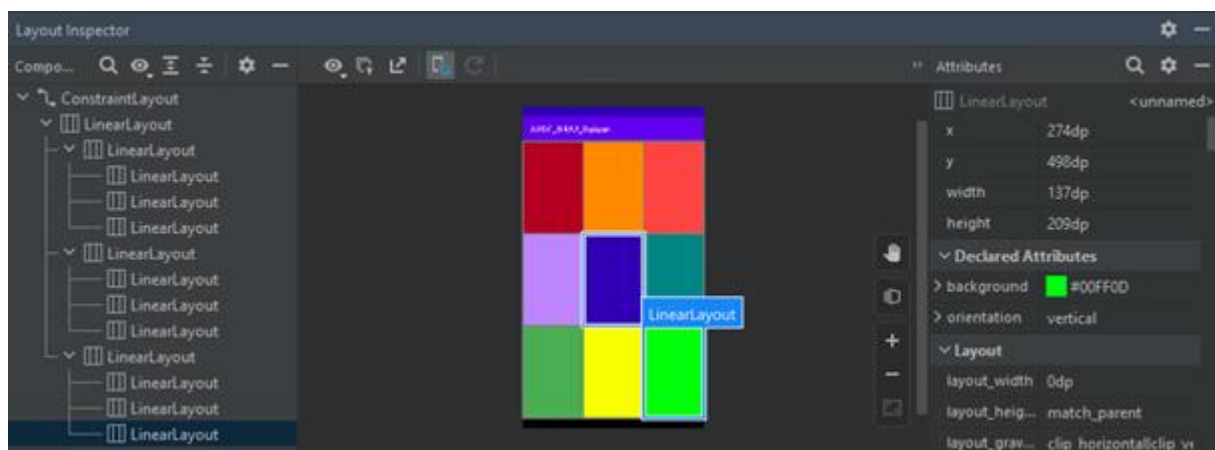 Layout Inspector
Compo...
ConstraintLayout
LinearLayout
LinearLayout
LinearLayout
LinearLayout
LinearLayout
LinearLayout
LinearLayout
LinearLayout
LinearLayout
LinearLayout
LinearLayout
LinearLayout
LinearLayout
LinearLayout
Attributes
LinearLayout <unnamed>
x 274dp
y 498dp
width 137dp
height 209dp
Declared Attributes
background #00FF0D
orientation vertical
Layout
layout_width 0dp
layout_heig... match_parent
layout_grav... clip_horizontal|clip_ve